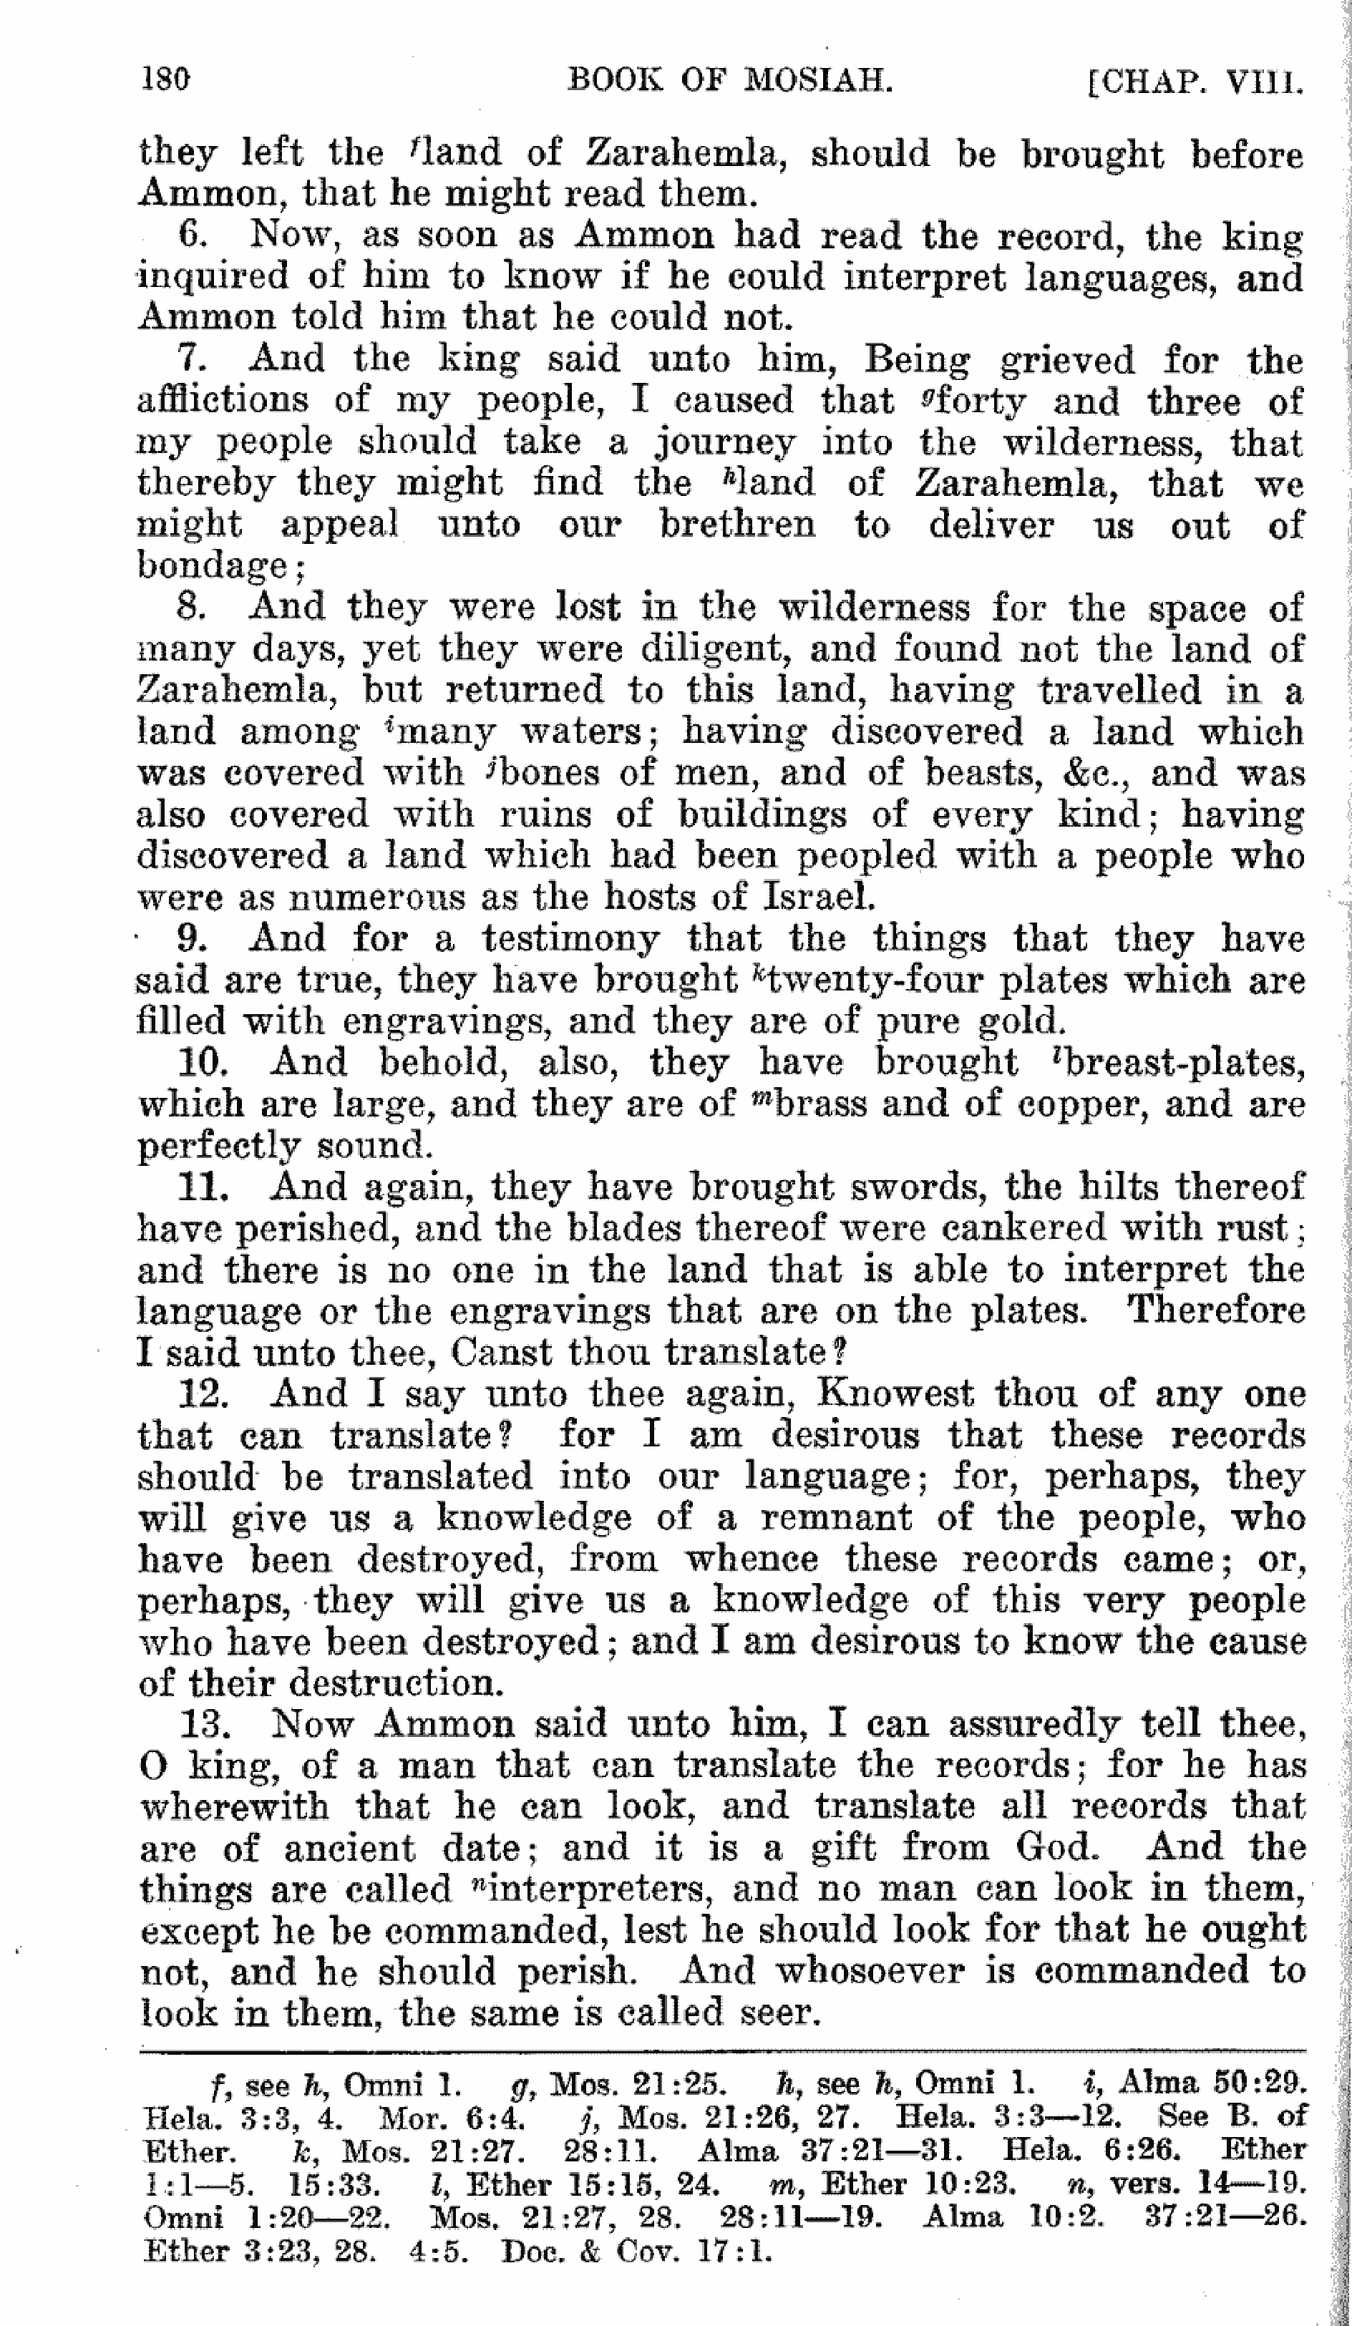 180 BOOK OF MOSIAH. [CHAP. VIII.
they left the fland of Zarahemla, should be brought before
Ammon, that he might read them.
6. Now, as soon as Ammon had read the record, the king
inquired of him to know if he could interpret languages, and
Ammon told him that he could not.
7. And the king said unto him, Being grieved for the
afflictions of my people, I caused that gforty and three of
my people should take a journey into the wilderness, that
thereby they might find the hland of Zarahemla, that we
might appeal unto our brethren to deliver us out of
bondage;
8. And they were lost in the wilderness for the space of
many days, yet they were diligent, and found not the land of
Zarahemla, but returned to this land, having travelled in a
land among imany waters; having discovered a land which
was covered with jbones of men, and of beasts, &c., and was
also covered with ruins of buildings of every kind; having
discovered a land which had been peopled with a people who
were as numerous as the hosts of Israel.
9. And for a testimony that the things that they have
said are true, they have brought ktwenty-four plates which are
filled with engravings, and they are of pure gold.
10. And behold, also, they have brought lbreast-plates,
which are large, and they are of mbrass and of copper, and are
perfectly sound.
11. And again, they have brought swords, the hilts thereof
have perished, and the blades thereof were cankered with rust;
and there is no one in the land that is able to interpret the
language or the engravings that are on the plates. Therefore
I said unto thee, Canst thou translate?
12. And I say unto thee again, Knowest thou of any one
that can translate? for I am desirous that these records
should be translated into our language; for, perhaps, they
will give us a knowledge of a remnant of the people, who
have been destroyed, from whence these records came; or,
perhaps, they will give us a knowledge of this very people
who have been destroyed; and I am desirous to know the cause
of their destruction.
13. Now Ammon said unto him, I can assuredly tell thee,
O king, of a man that can translate the records; for he has
wherewith that he can look, and translate all records that
are of ancient date; and it is a gift from God. And the
things are called ninterpreters, and no man can look in them,
except he be commanded, lest he should look for that he ought
not, and he should perish. And whosoever is commanded to
look in them, the same is called seer.
f, see h, Omni 1. g, Mos. 21:25. h, see h, Omni 1. i, Alma 50:29.
Hela. 3:3, 4. Mor. 6:4. j, Mos. 21:26, 27. Hela. 3:3—12. See B. of
Ether. k, Mos. 21:27. 28:11. Alma 37:21—31. Hela. 6:26. Ether
1:1—5. 15:33. l, Ether 15:15, 24. m, Ether 10:23. n, vers. 14—19.
Omni 1:20—22. Mos. 21:27, 28. 28:11—19. Alma 10:2. 37:21—26.
Ether 3:23, 28. 4:5. Doc. & Cov. 17:1.